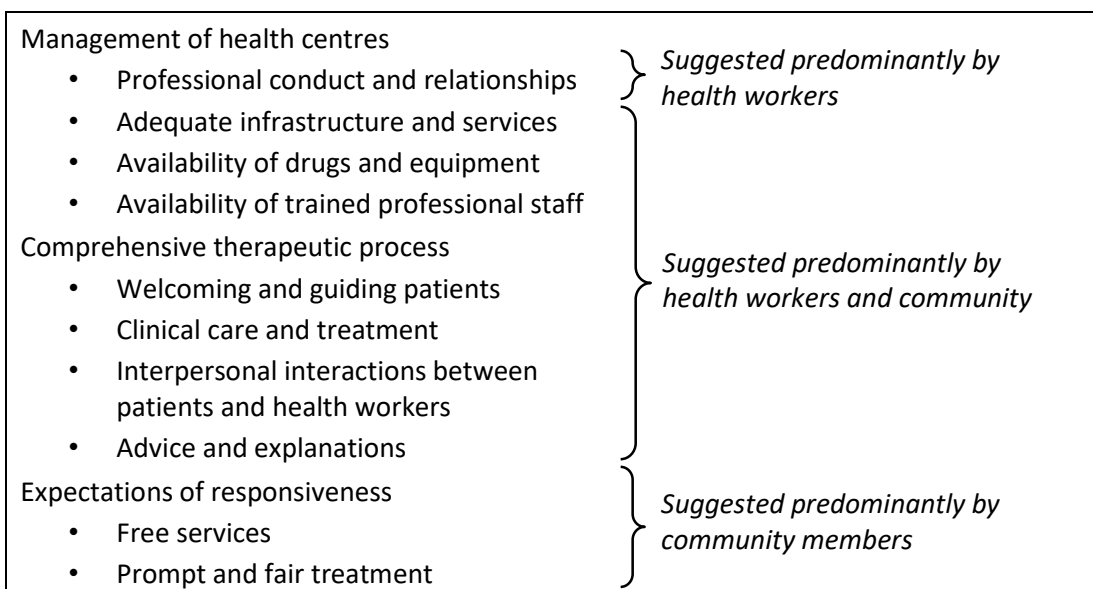 Management of health centres
• Professional conduct and relationships
Suggested predominantly by
health workers
• Adequate infrastructure and services
• Availability of drugs and equipment
• Availability of trained professional staff
Comprehensive therapeutic process
• Welcoming and guiding patients
• Clinical care and treatment
• Interpersonal interactions between
patients and health workers
• Advice and explanations
Suggested predominantly by
health workers and community
Expectations of responsiveness
• Free services
• Prompt and fair treatment
Suggested predominantly by
community members